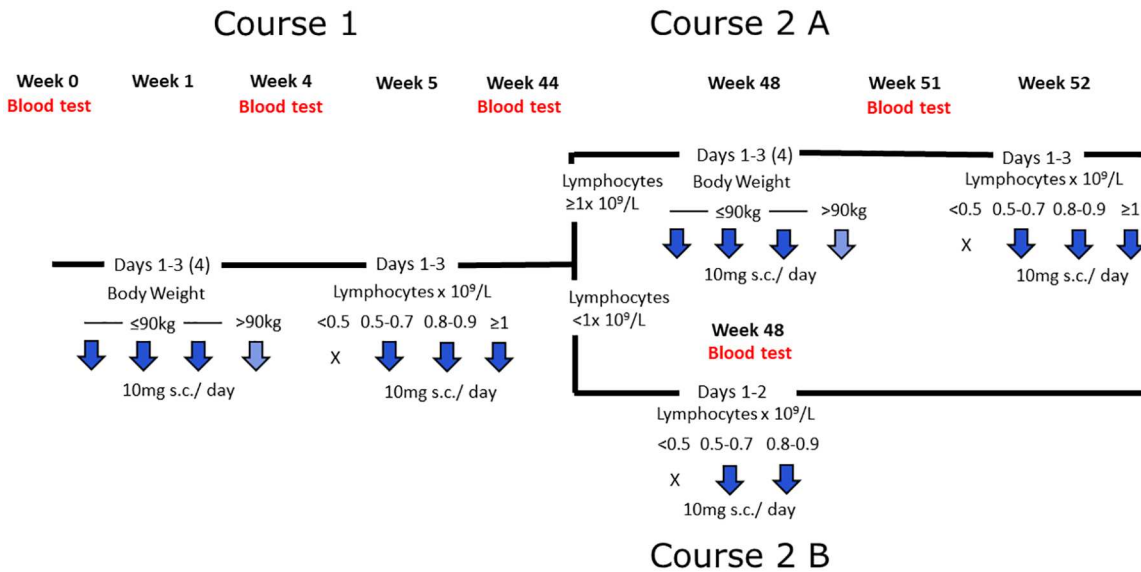 Course 1
Course 2 A
Week 0 Week 1 Week 4 Week 5 Week 44 Week 48 Week 51 Week 52
Blood test Blood test Blood test Blood test
Days 1-3 (4) Days 1-3
Lymphocytes Body Weight Lymphocytes x 10⁹/L
≥1x 10⁹/L
≤90kg >90kg <0.5 0.5-0.7 0.8-0.9 ≥1
X
10mg s.c./ day 10mg s.c./ day
Days 1-3 (4) Days 1-3
Body Weight Lymphocytes x 10⁹/L Lymphocytes
<1x 10⁹/L
≤90kg >90kg <0.5 0.5-0.7 0.8-0.9 ≥1
X
10mg s.c./ day 10mg s.c./ day
Week 48
Blood test
Days 1-2
Lymphocytes x 10⁹/L
<0.5 0.5-0.7 0.8-0.9
X
10mg s.c./ day
Course 2 B